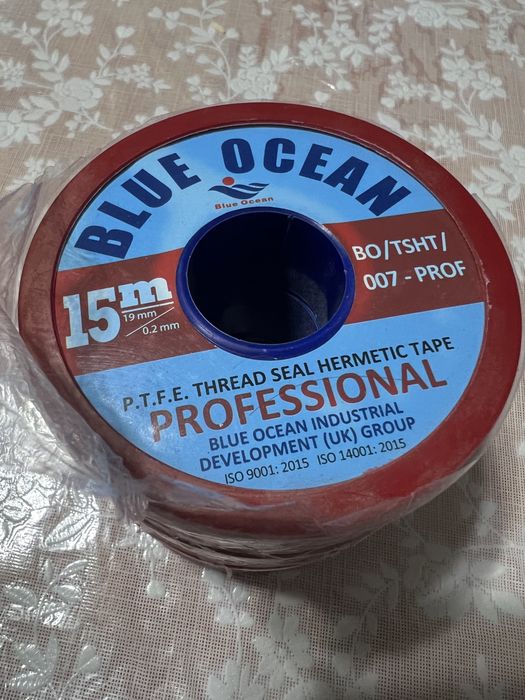 BLUE OCEAN
Blue Ocean
15m
19 mm
/0.2 mm
BO/TSHT/
007 - PROF
P.T.F.E. THREAD SEAL HERMETIC TAPE
PROFESSIONAL
BLUE OCEAN INDUSTRIAL
DEVELOPMENT (UK) GROUP
ISO 9001: 2015 ISO 14001: 2015